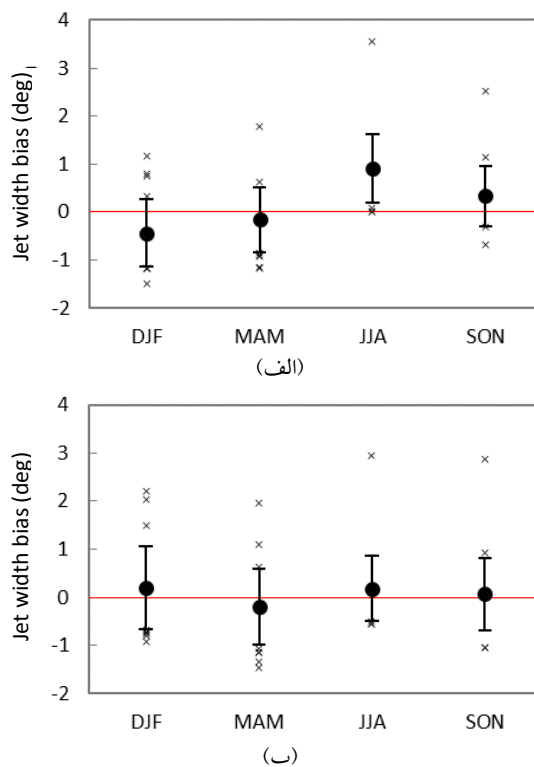 Jet width bias (deg)
4
3
2
1
0
-1
-2
DJF MAM JJA SON
(الف)
Jet width bias (deg)
4
3
2
1
0
-1
-2
DJF MAM JJA SON
(ب)